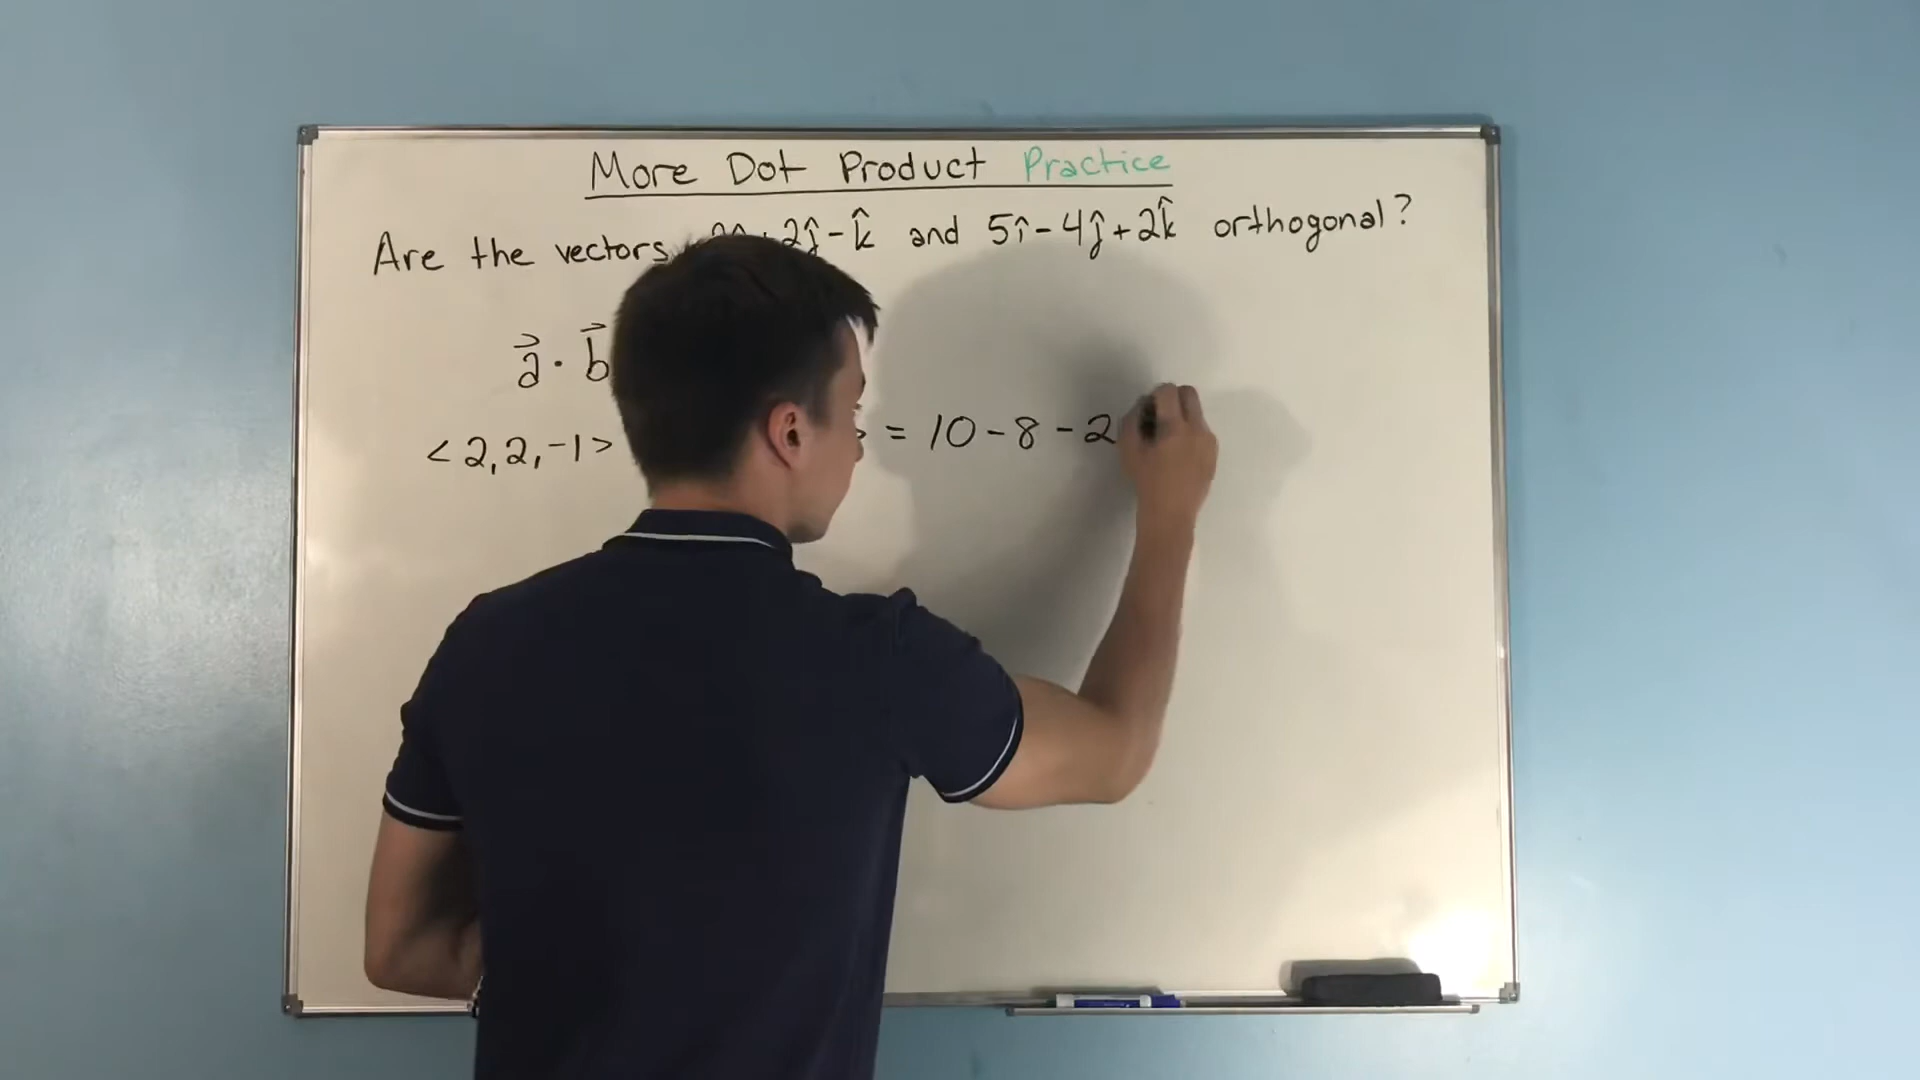 More Dot Product Practice
Are the vectors 2ĵ - k̂ and 5î - 4ĵ + 2k̂ orthogonal?
a⃗ · b⃗
<2,2,-1> > = 10 - 8 - 2